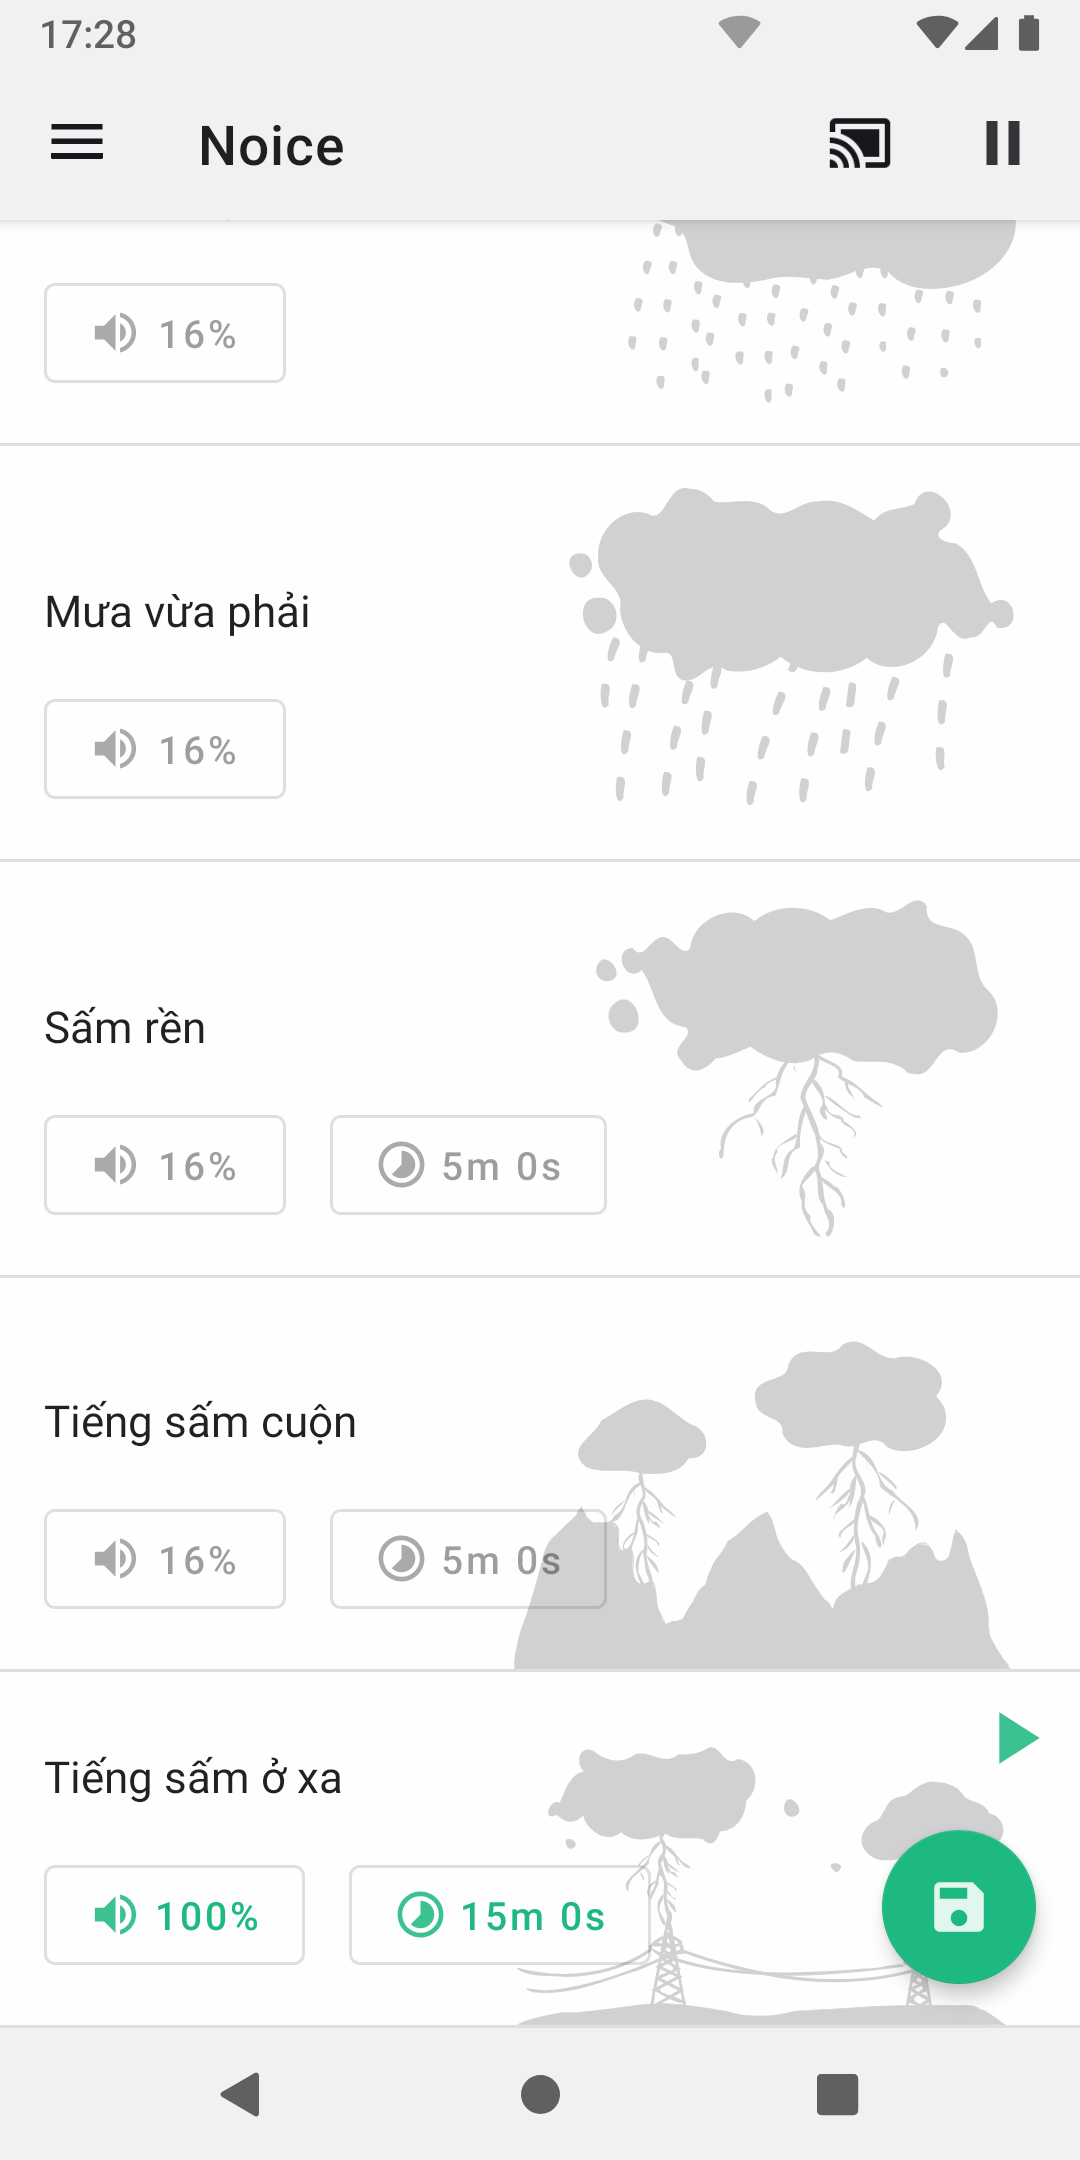 17:28
Noice
16%
Mưa vừa phải
16%
Sấm rền
16%
5m 0s
Tiếng sấm cuộn
16%
5m 0s
Tiếng sấm ở xa
100%
15m 0s